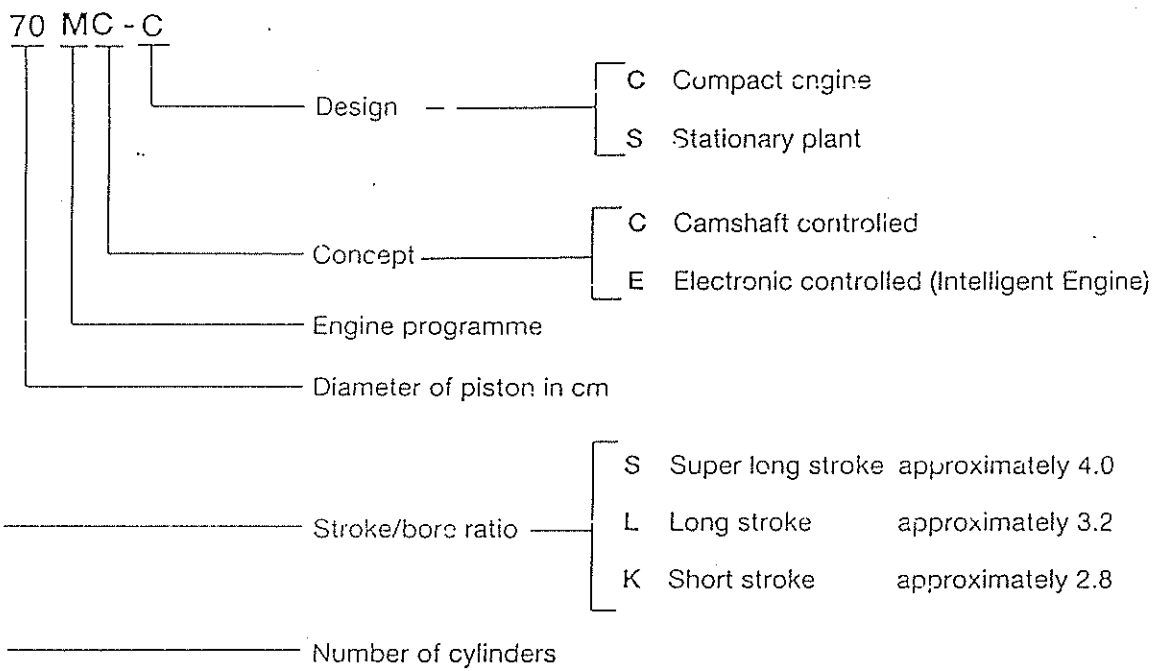 70 MC - C
Design
C Compact engine
S Stationary plant
Concept
C Camshaft controlled
E Electronic controlled (Intelligent Engine)
Engine programme
Diameter of piston in cm
Stroke/bore ratio
S Super long stroke approximately 4.0
L Long stroke approximately 3.2
K Short stroke approximately 2.8
Number of cylinders